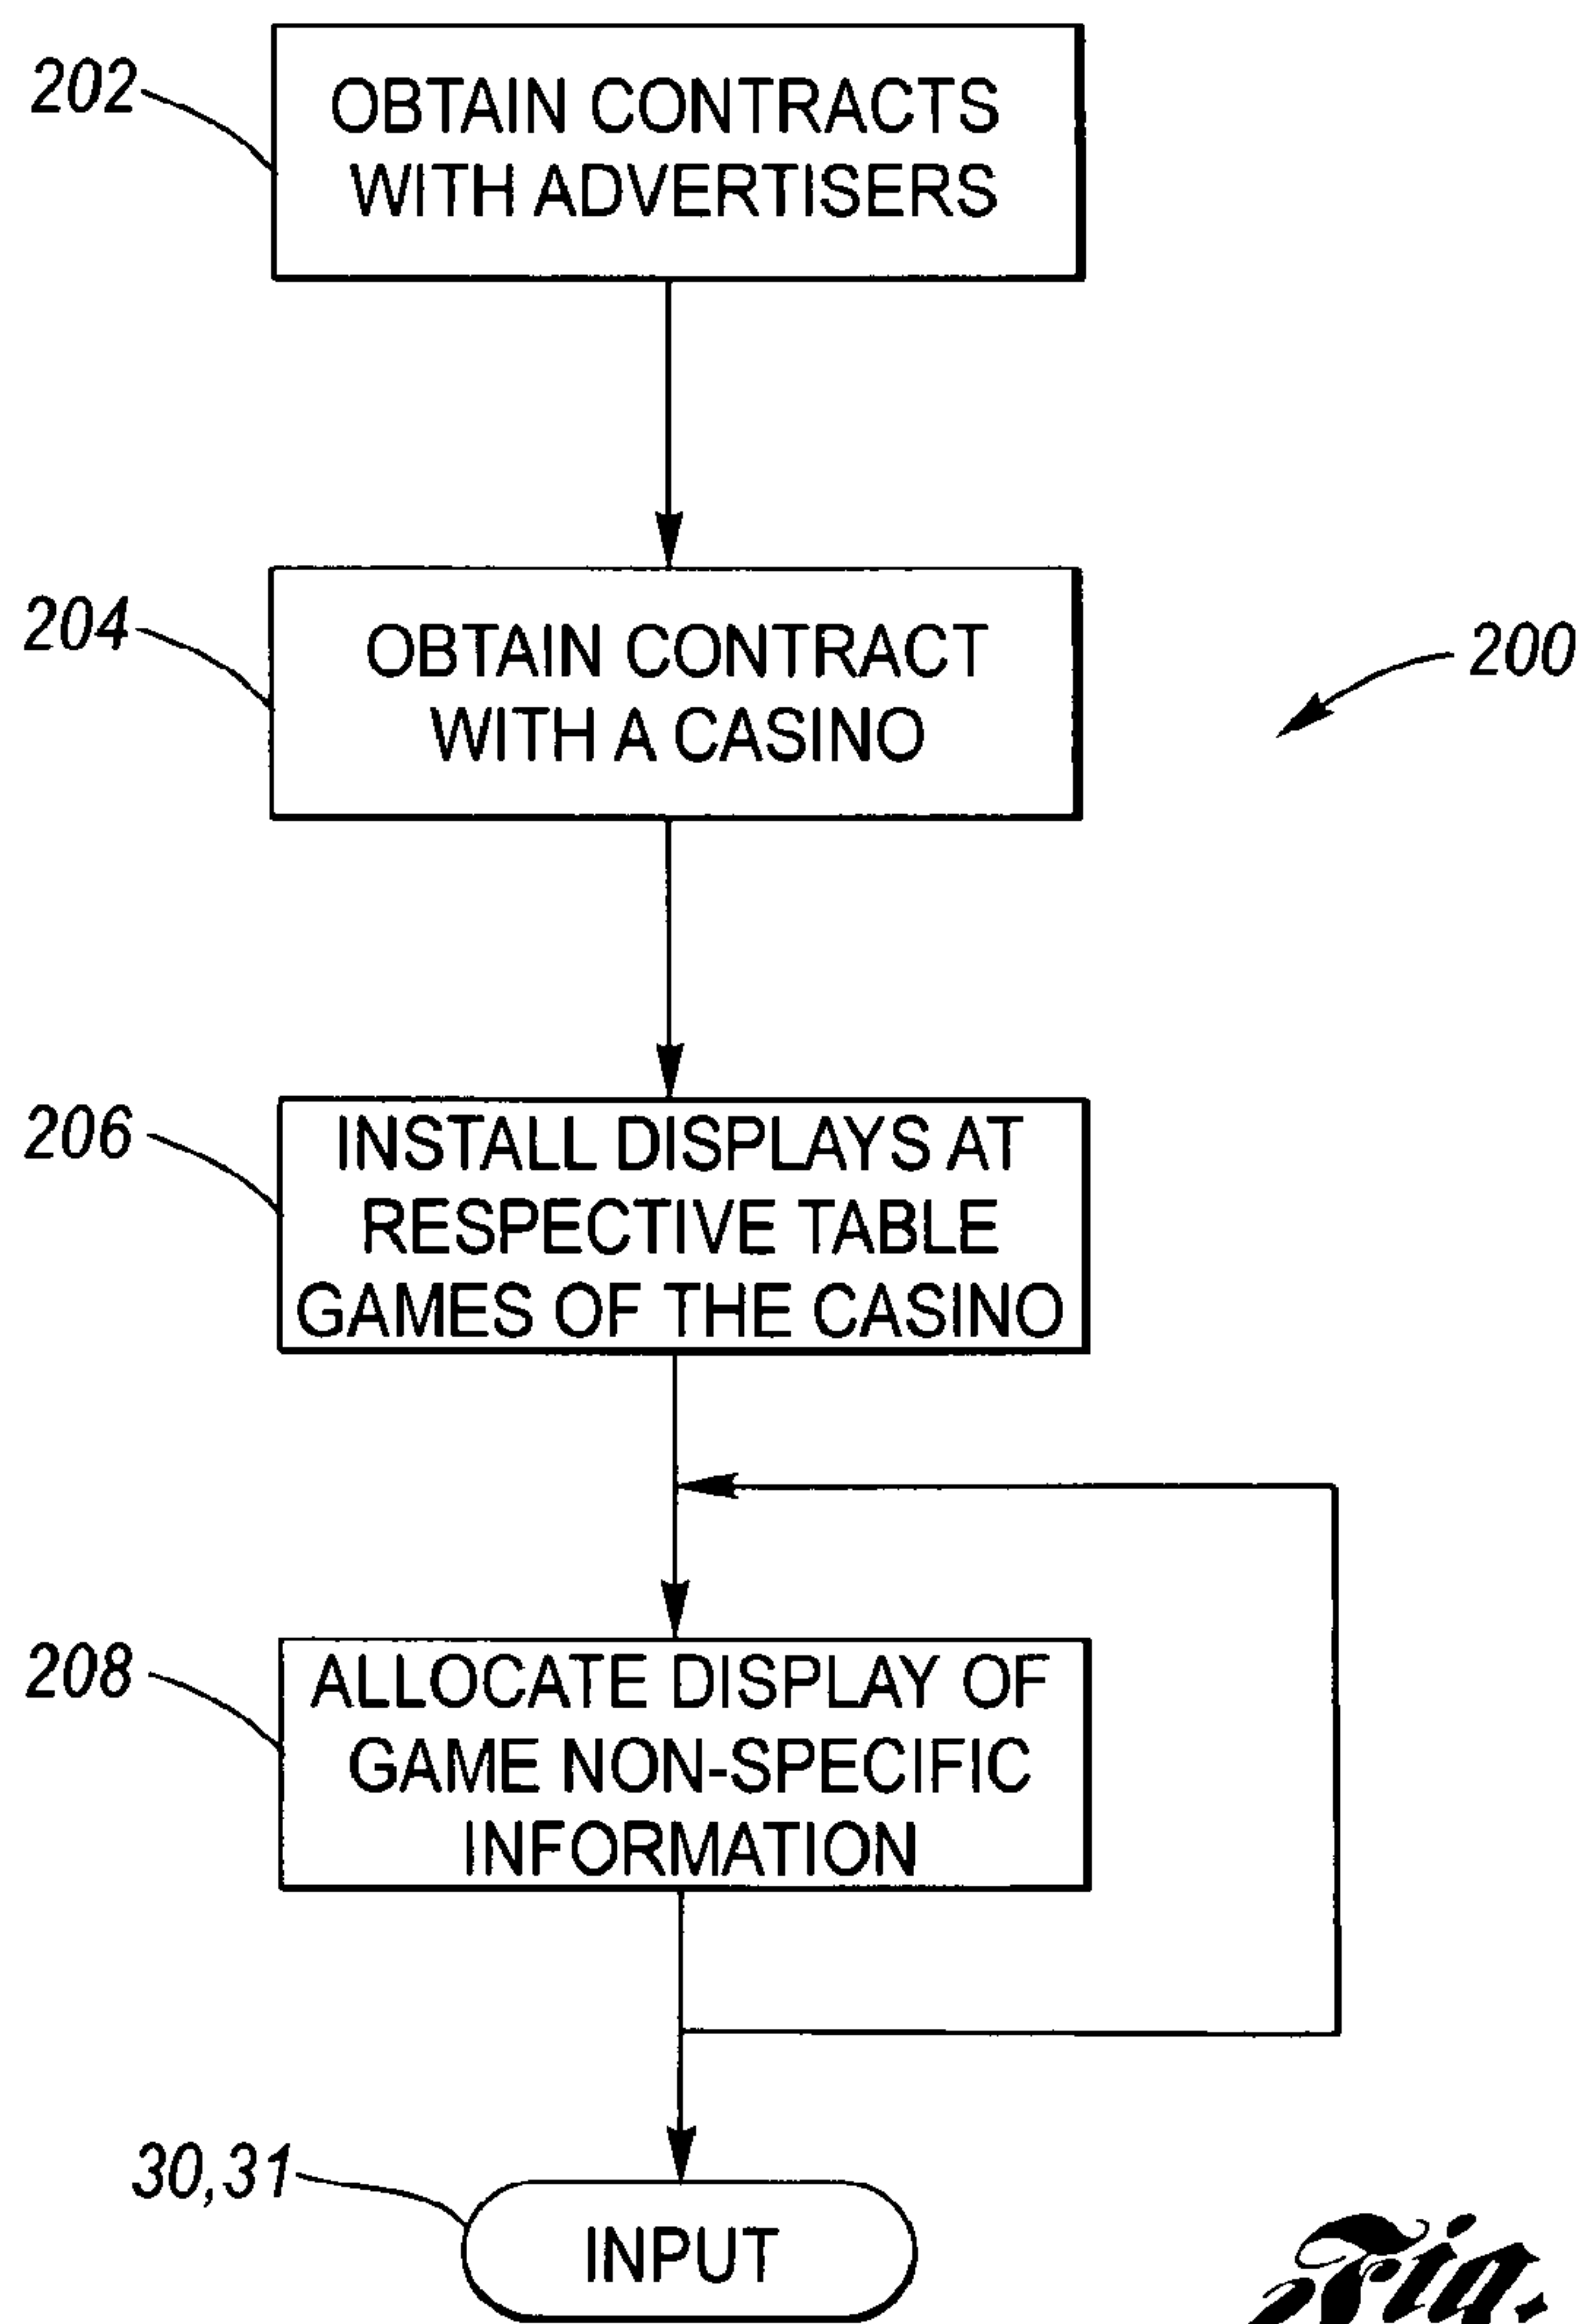 202
OBTAIN CONTRACTS
WITH ADVERTISERS
204
OBTAIN CONTRACT
WITH A CASINO
200
206
INSTALL DISPLAYS AT
RESPECTIVE TABLE
GAMES OF THE CASINO
208
ALLOCATE DISPLAY OF
GAME NON-SPECIFIC
INFORMATION
30,31
INPUT
Fig.